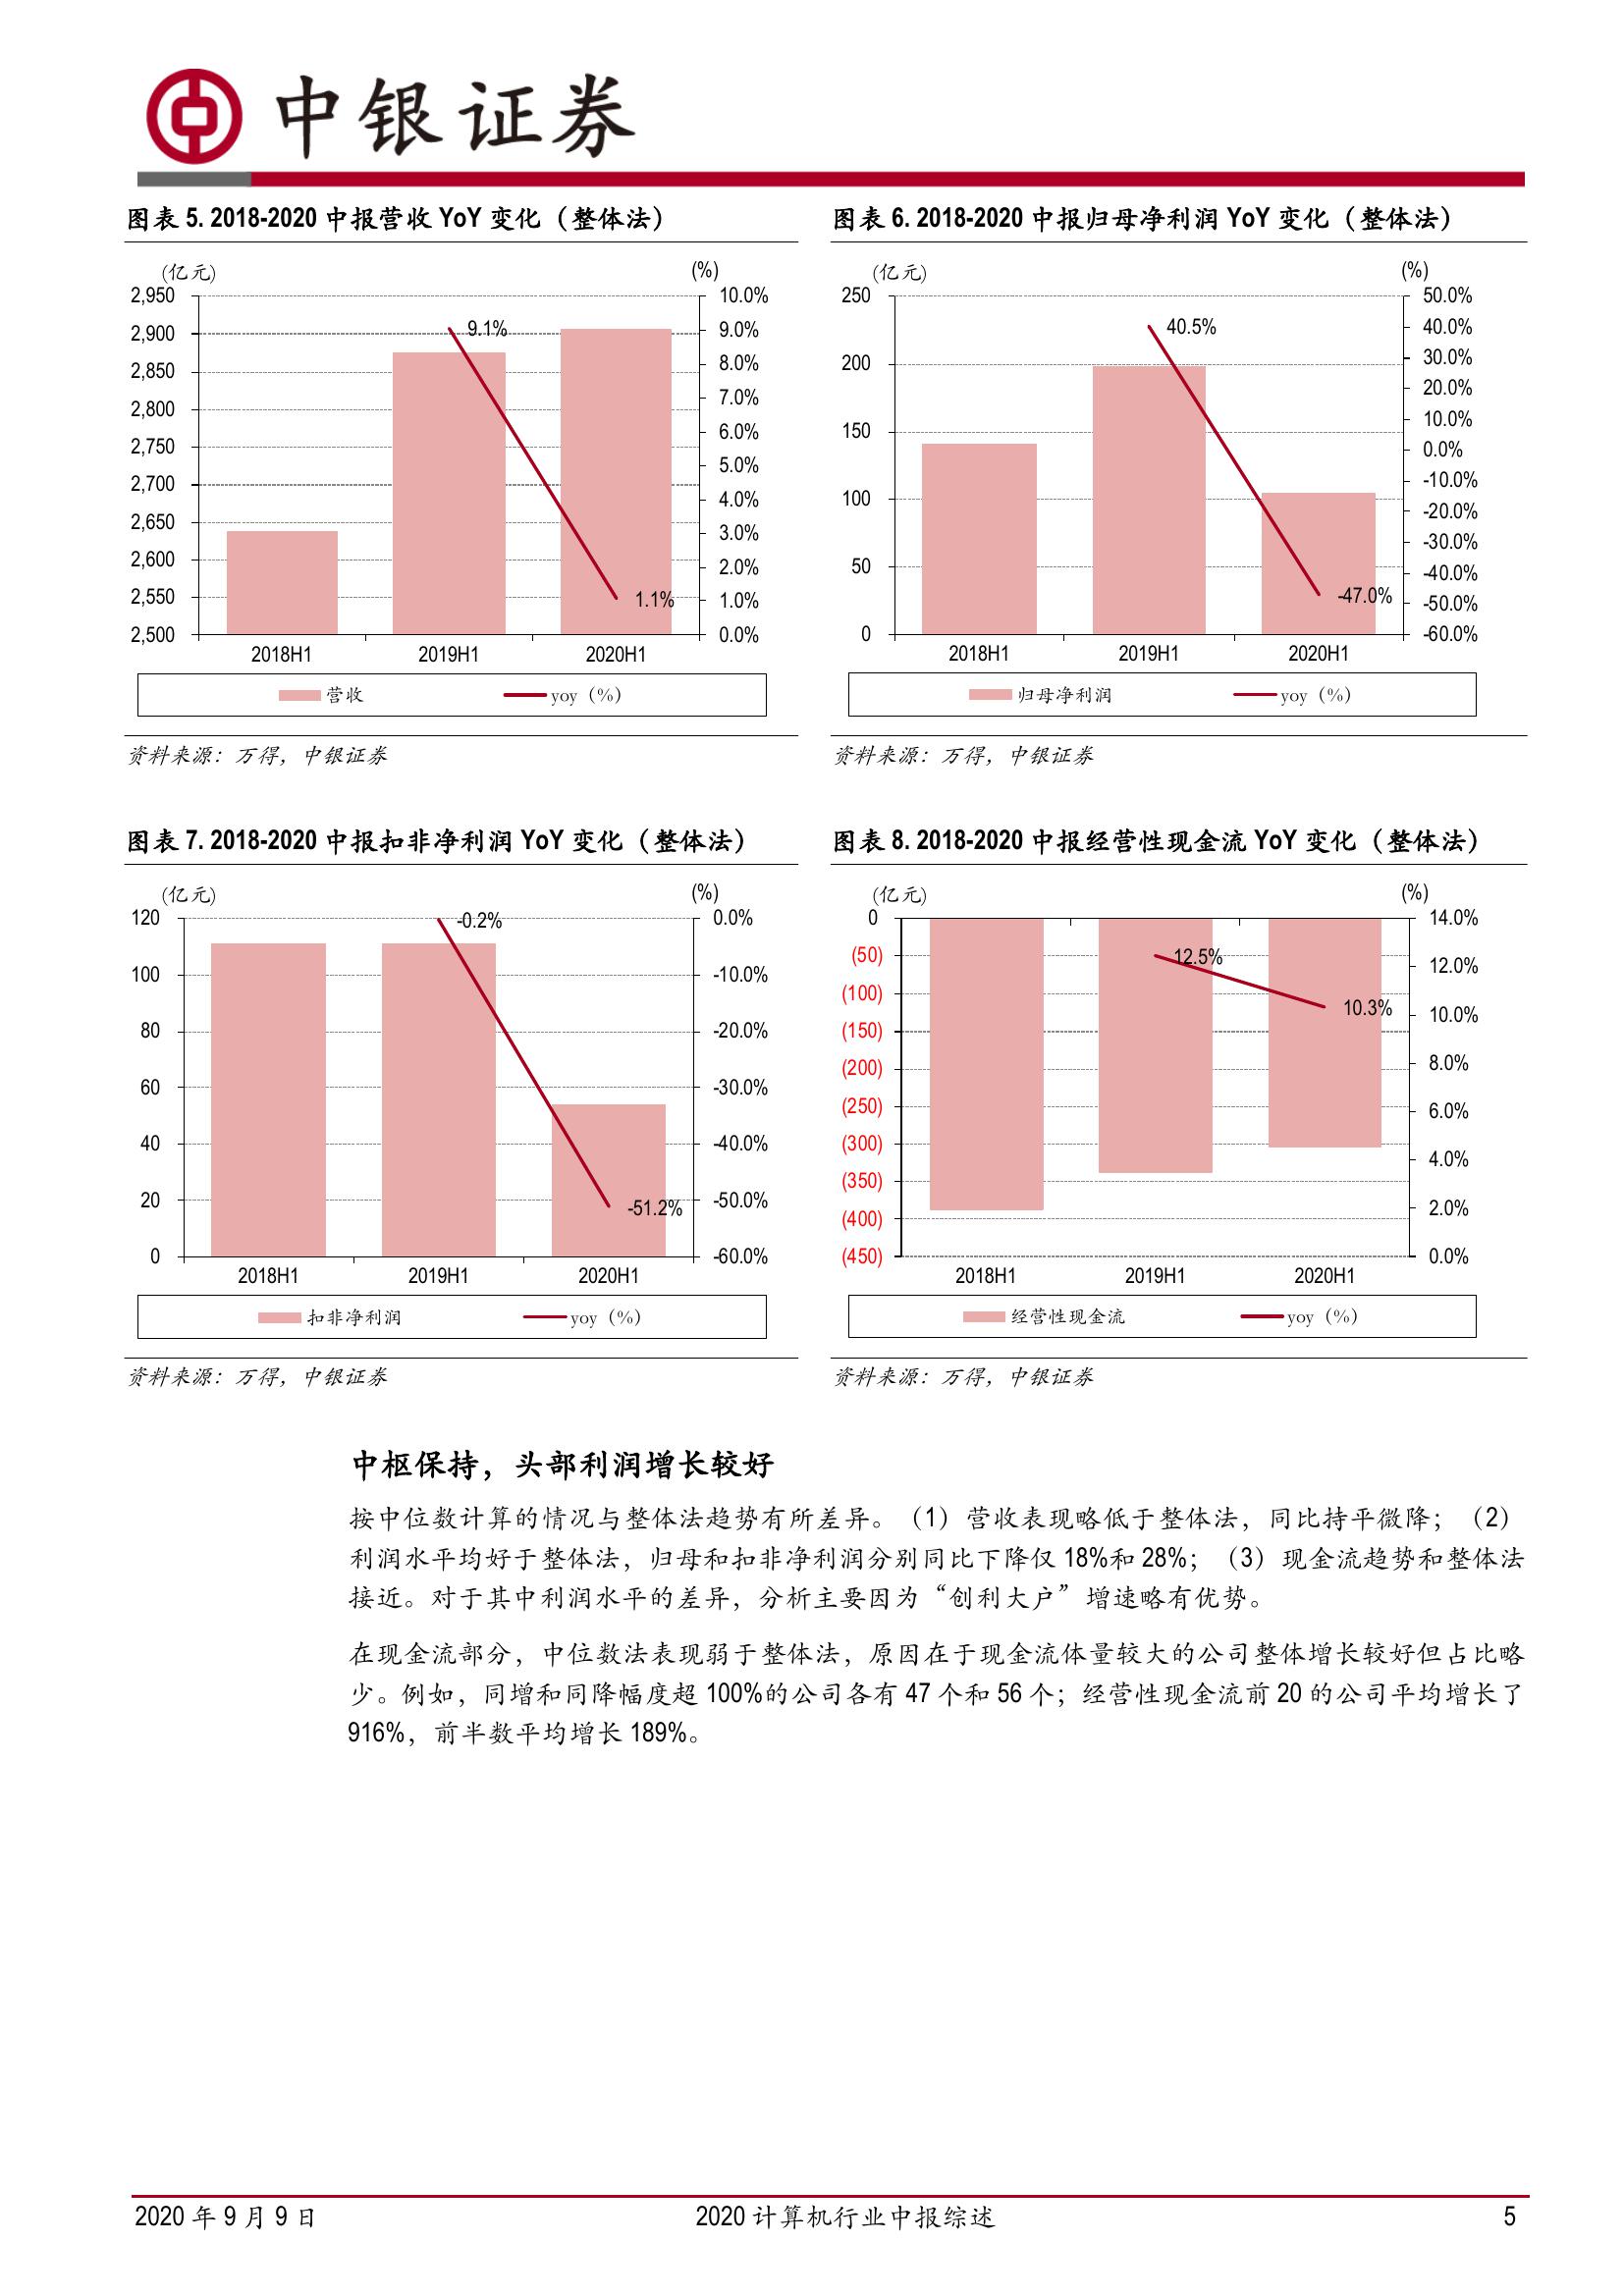 中银证券
图表 5. 2018-2020 中报营收 YoY 变化（整体法）
(亿元)
(%)
2,950
2,900
2,850
2,800
2,750
2,700
2,650
2,600
2,550
2,500
10.0%
9.0%
8.0%
7.0%
6.0%
5.0%
4.0%
3.0%
2.0%
1.0%
0.0%
9.1%
1.1%
2018H1
2019H1
2020H1
营收
yoy（%）
资料来源：万得，中银证券
图表 6. 2018-2020 中报归母净利润 YoY 变化（整体法）
(亿元)
(%)
250
200
150
100
50
0
50.0%
40.0%
30.0%
20.0%
10.0%
0.0%
-10.0%
-20.0%
-30.0%
-40.0%
-50.0%
-60.0%
40.5%
-47.0%
2018H1
2019H1
2020H1
归母净利润
yoy（%）
资料来源：万得，中银证券
图表 7. 2018-2020 中报扣非净利润 YoY 变化（整体法）
(亿元)
(%)
120
100
80
60
40
20
0
0.0%
-10.0%
-20.0%
-30.0%
-40.0%
-50.0%
-60.0%
-0.2%
-51.2%
2018H1
2019H1
2020H1
扣非净利润
yoy（%）
资料来源：万得，中银证券
图表 8. 2018-2020 中报经营性现金流 YoY 变化（整体法）
(亿元)
(%)
0
(50)
(100)
(150)
(200)
(250)
(300)
(350)
(400)
(450)
14.0%
12.0%
10.0%
8.0%
6.0%
4.0%
2.0%
0.0%
12.5%
10.3%
2018H1
2019H1
2020H1
经营性现金流
yoy（%）
资料来源：万得，中银证券
中枢保持，头部利润增长较好
按中位数计算的情况与整体法趋势有所差异。（1）营收表现略低于整体法，同比持平微降；（2）
利润水平均好于整体法，归母和扣非净利润分别同比下降仅 18%和 28%；（3）现金流趋势和整体法
接近。对于其中利润水平的差异，分析主要因为“创利大户”增速略有优势。
在现金流部分，中位数法表现弱于整体法，原因在于现金流体量较大的公司整体增长较好但占比略
少。例如，同增和同降幅度超 100%的公司各有 47 个和 56 个；经营性现金流前 20 的公司平均增长了
916%，前半数平均增长 189%。
2020 年 9 月 9 日
2020 计算机行业中报综述
5